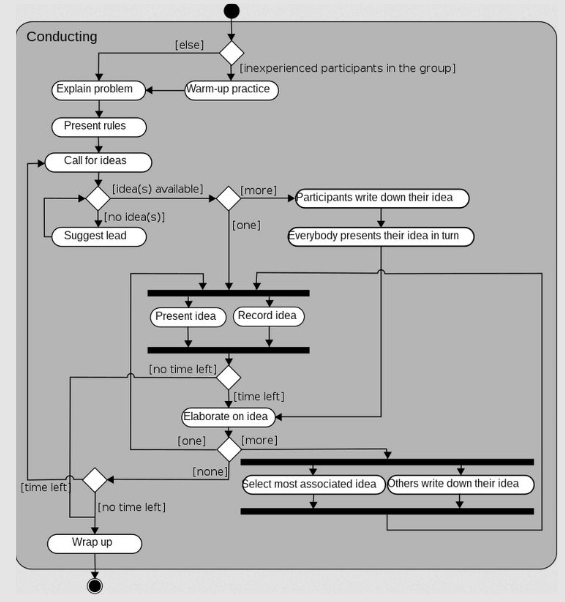 Conducting
[else]
[inexperienced participants in the group]
Explain problem
Warm-up practice
Present rules
Call for ideas
[idea(s) available]
[more]
Participants write down their idea
[no idea(s)]
[one]
Suggest lead
Everybody presents their idea in turn
Present idea
Record idea
[no time left]
[time left]
Elaborate on idea
[one]
[more]
[none]
[time left]
Select most associated idea
Others write down their idea
[no time left]
Wrap up